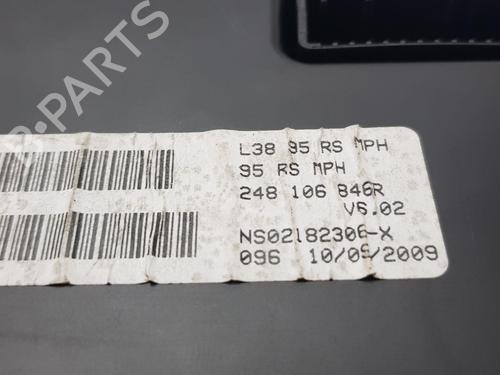 B-PARTS
L38 95 RS MPH
95 RS MPH
248 106 846R
V6.02
NS02182306-X
096 10/09/2009